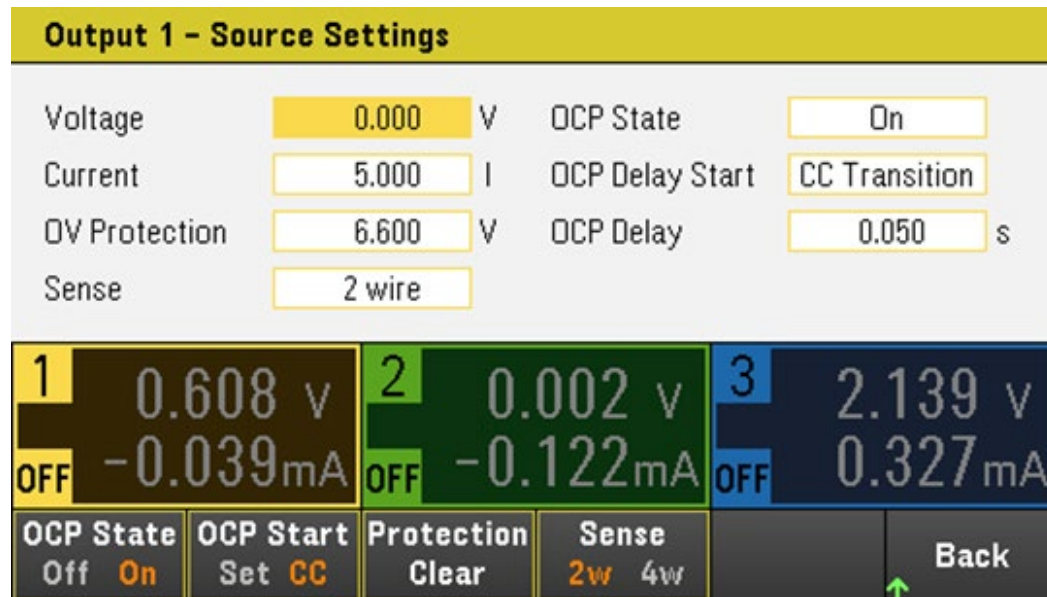 Output 1 – Source Settings
Voltage 0.000 V OCP State On
Current 5.000 I OCP Delay Start CC Transition
OV Protection 6.600 V OCP Delay 0.050 s
Sense 2 wire
1 0.608 V 2 0.002 V 3 2.139 V
OFF -0.039mA OFF -0.122mA OFF 0.327mA
OCP State OCP Start Protection Sense
Off On Set CC Clear 2w 4w Back